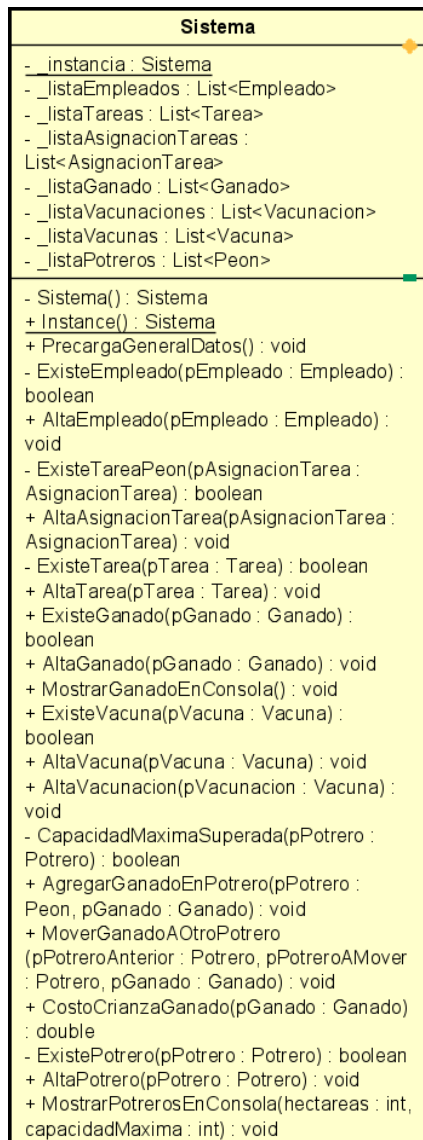 Sistema
- _instancia : Sistema
- _listaEmpleados : List<Empleado>
- _listaTareas : List<Tarea>
- _listaAsignacionTareas :
List<AsignacionTarea>
- _listaGanado : List<Ganado>
- _listaVacunaciones : List<Vacunacion>
- _listaVacunas : List<Vacuna>
- _listaPotreros : List<Peon>
- Sistema() : Sistema
+ Instance() : Sistema
+ PrecargaGeneralDatos() : void
- ExisteEmpleado(pEmpleado : Empleado) :
boolean
+ AltaEmpleado(pEmpleado : Empleado) :
void
- ExisteTareaPeon(pAsignacionTarea :
AsignacionTarea) : boolean
+ AltaAsignacionTarea(pAsignacionTarea :
AsignacionTarea) : void
- ExisteTarea(pTarea : Tarea) : boolean
+ AltaTarea(pTarea : Tarea) : void
+ ExisteGanado(pGanado : Ganado) :
boolean
+ AltaGanado(pGanado : Ganado) : void
+ MostrarGanadoEnConsola() : void
+ ExisteVacuna(pVacuna : Vacuna) :
boolean
+ AltaVacuna(pVacuna : Vacuna) : void
+ AltaVacunacion(pVacunacion : Vacuna) :
void
- CapacidadMaximaSuperada(pPotrero :
Potrero) : boolean
+ AgregarGanadoEnPotrero(pPotrero :
Peon, pGanado : Ganado) : void
+ MoverGanadoAOtroPotrero
(pPotreroAnterior : Potrero, pPotreroAMover
: Potrero, pGanado : Ganado) : void
+ CostoCrianzaGanado(pGanado : Ganado)
: double
- ExistePotrero(pPotrero : Potrero) : boolean
+ AltaPotrero(pPotrero : Potrero) : void
+ MostrarPotrerosEnConsola(hectareas : int,
capacidadMaxima : int) : void